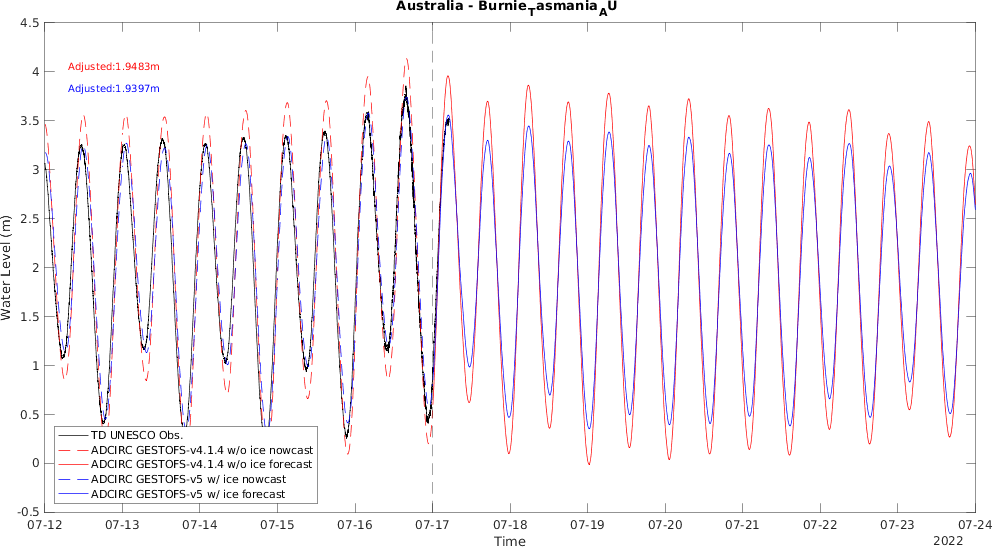 Australia - Burnie_Tasmania_AU
4.5
4
3.5
3
2.5
2
1.5
1
0.5
0
-0.5
Water Level (m)
Adjusted:1.9483m
Adjusted:1.9397m
TD UNESCO Obs.
ADCIRC GESTOFS-v4.1.4 w/o ice nowcast
ADCIRC GESTOFS-v4.1.4 w/o ice forecast
ADCIRC GESTOFS-v5 w/ ice nowcast
ADCIRC GESTOFS-v5 w/ ice forecast
07-12 07-13 07-14 07-15 07-16 07-17 07-18 07-19 07-20 07-21 07-22 07-23 07-24
Time
2022